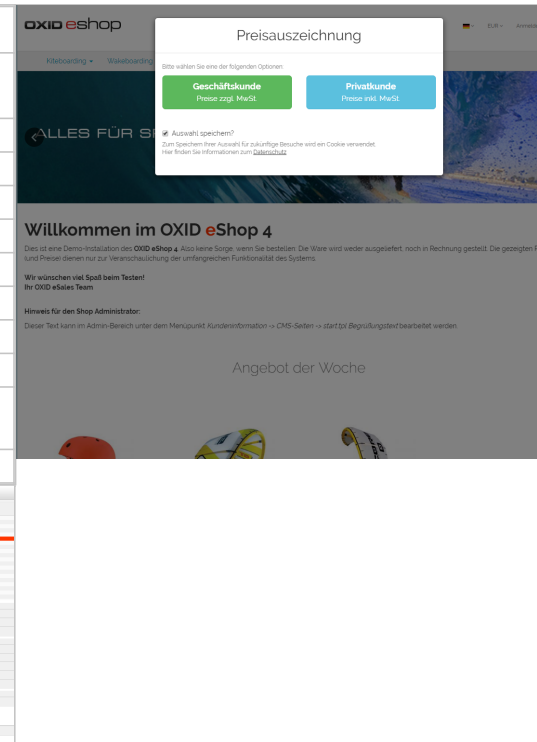 OXID eshop
Preisauszeichnung
EUR
Kiteboarding
Wakeboarding
Bitte wählen Sie eine der folgenden Optionen:
Geschäftskunde
Preise zzgl. MwSt.
Privatkunde
Preise inkl. MwSt.
Auswahl speichern?
Zum Speichern Ihrer Auswahl für zukünftige Besuche wird ein Cookie verwendet.
Hier finden Sie Informationen zum Datenschutz.
ALLES FÜR
Willkommen im OXID eShop 4
Dies ist eine Demo-Installation des OXID eShop 4. Also keine Sorge, wenn Sie bestellen: Die Ware wird weder ausgeliefert, noch in Rechnung gestellt. Die gezeigten
(und Preise) dienen nur zur Veranschaulichung der umfangreichen Funktionalität des Systems.
Wir wünschen viel Spaß beim Testen!
Ihr OXID eSales Team
Hinweis für den Shop Administrator:
Dieser Text kann im Admin-Bereich unter dem Menüpunkt Kundeninformation -> CMS-Seiten -> start.tpl Begrüßungstext bearbeitet werden.
Angebot der Woche